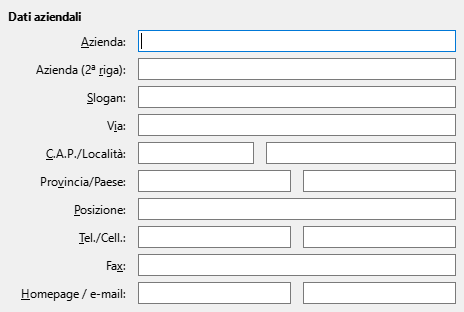 Dati aziendali
Azienda:
Azienda (2ª riga):
Slogan:
Via:
C.A.P./Località:
Provincia/Paese:
Posizione:
Tel./Cell.:
Fax:
Homepage / e-mail: